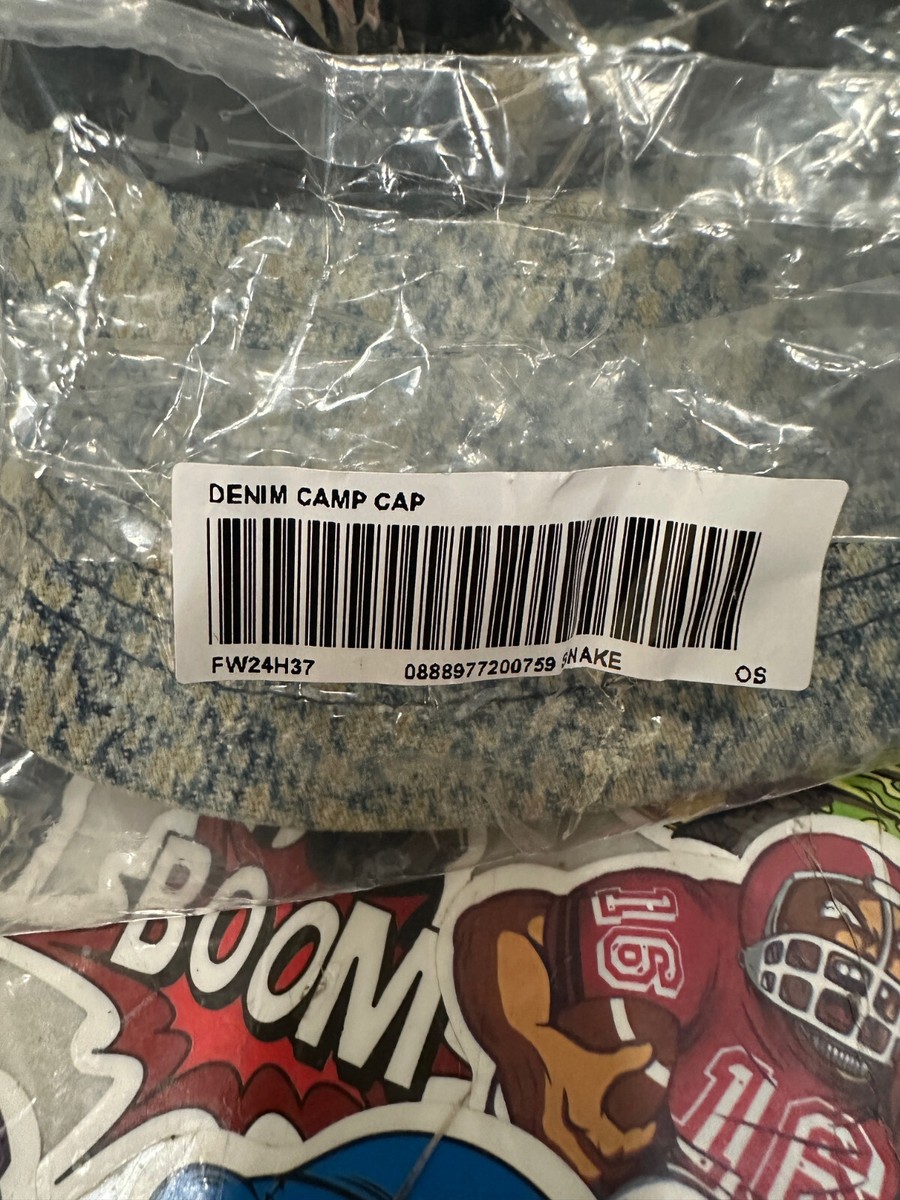 DENIM CAMP CAP
FW24H37 0888977200759 SNAKE OS
BOOM
16
16